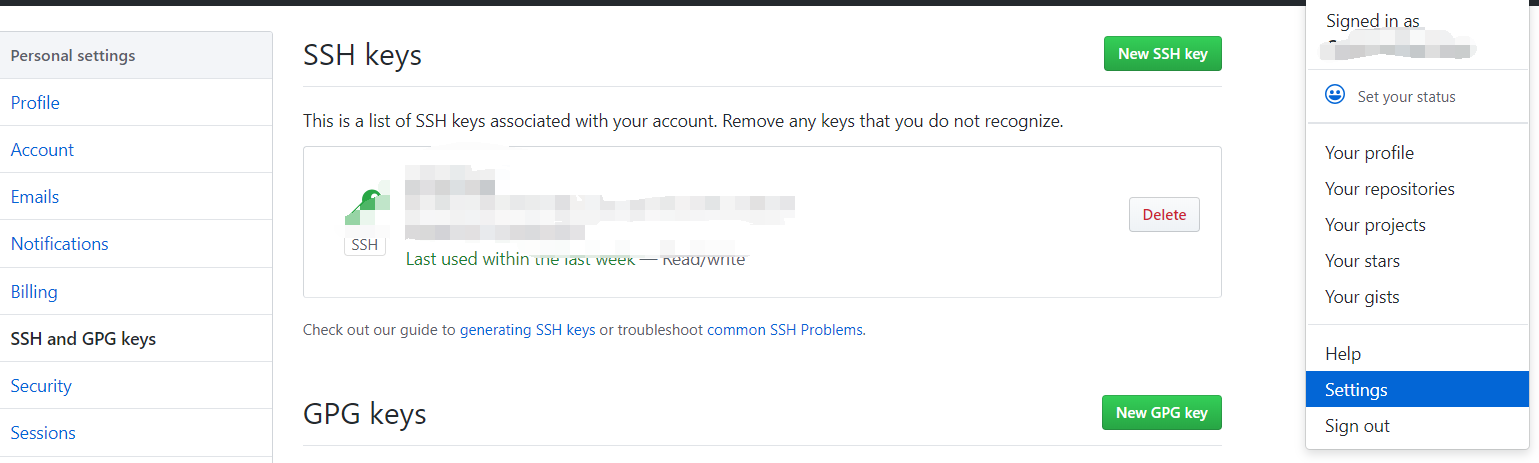 Personal settings
Profile
Account
Emails
Notifications
Billing
SSH and GPG keys
Security
Sessions
SSH keys
New SSH key
This is a list of SSH keys associated with your account. Remove any keys that you do not recognize.
SSH
Last used within the last week — Read/write
Delete
Check out our guide to generating SSH keys or troubleshoot common SSH Problems.
GPG keys
New GPG key
Signed in as
Set your status
Your profile
Your repositories
Your projects
Your stars
Your gists
Help
Settings
Sign out